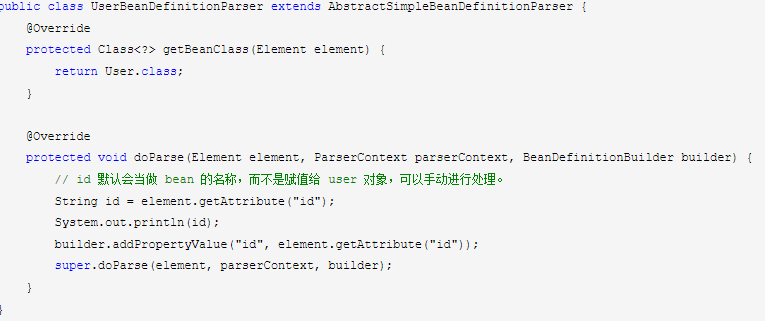 public class UserBeanDefinitionParser extends AbstractSimpleBeanDefinitionParser {
@Override
protected Class<?> getBeanClass(Element element) {
return User.class;
}
@Override
protected void doParse(Element element, ParserContext parserContext, BeanDefinitionBuilder builder) {
// id 默认会当做 bean 的名称，而不是赋值给 user 对象，可以手动进行处理。
String id = element.getAttribute("id");
System.out.println(id);
builder.addPropertyValue("id", element.getAttribute("id"));
super.doParse(element, parserContext, builder);
}
}